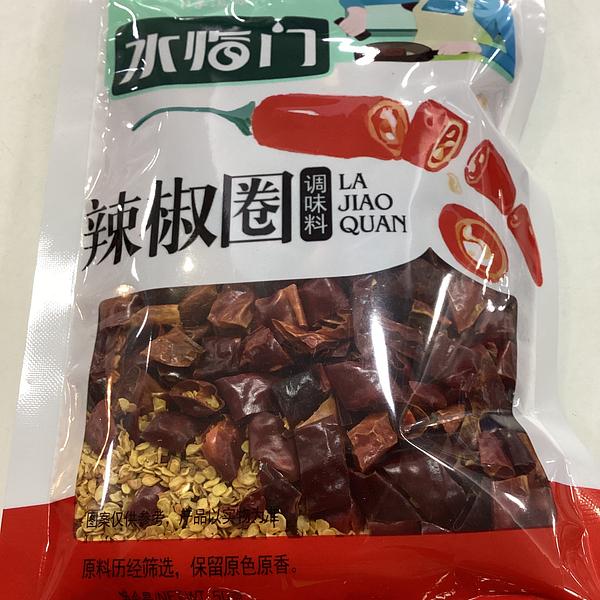 水临门
辣椒圈
调味料
LA
JIAO
QUAN
图案仅供参考，产品以实物为准
原料历经筛选，保留原色原香。